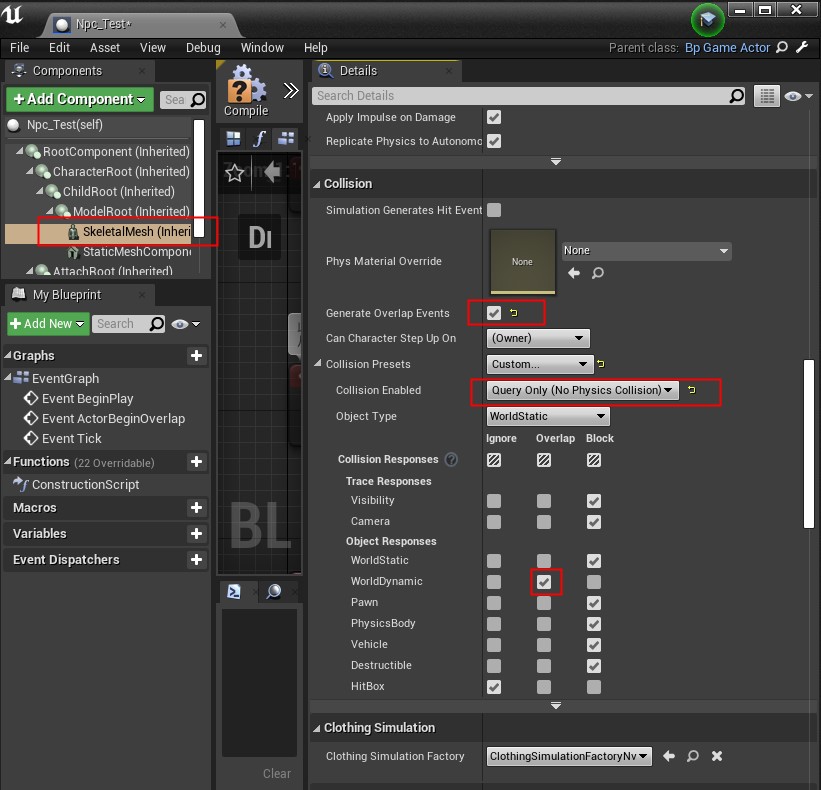 Npc_Test*
File Edit Asset View Debug Window Help
Parent class: Bp Game Actor
Components
+ Add Component
Sea
Npc_Test(self)
RootComponent (Inherited)
CharacterRoot (Inherited)
ChildRoot (Inherited)
ModelRoot (Inherited)
SkeletalMesh (Inheri
StaticMeshCompone
AttachRoot (Inherited)
My Blueprint
+ Add New
Search
Graphs
EventGraph
Event BeginPlay
Event ActorBeginOverlap
Event Tick
Functions (22 Overridable)
ConstructionScript
Macros
Variables
Event Dispatchers
Compile
BL
Clear
Details
Search Details
Apply Impulse on Damage
Replicate Physics to Autonomo
Collision
Simulation Generates Hit Event
Phys Material Override
None
None
Generate Overlap Events
Can Character Step Up On
(Owner)
Collision Presets
Custom...
Collision Enabled
Query Only (No Physics Collision)
Object Type
WorldStatic
Ignore Overlap Block
Collision Responses
Trace Responses
Visibility
Camera
Object Responses
WorldStatic
WorldDynamic
Pawn
PhysicsBody
Vehicle
Destructible
HitBox
Clothing Simulation
Clothing Simulation Factory
ClothingSimulationFactoryNv